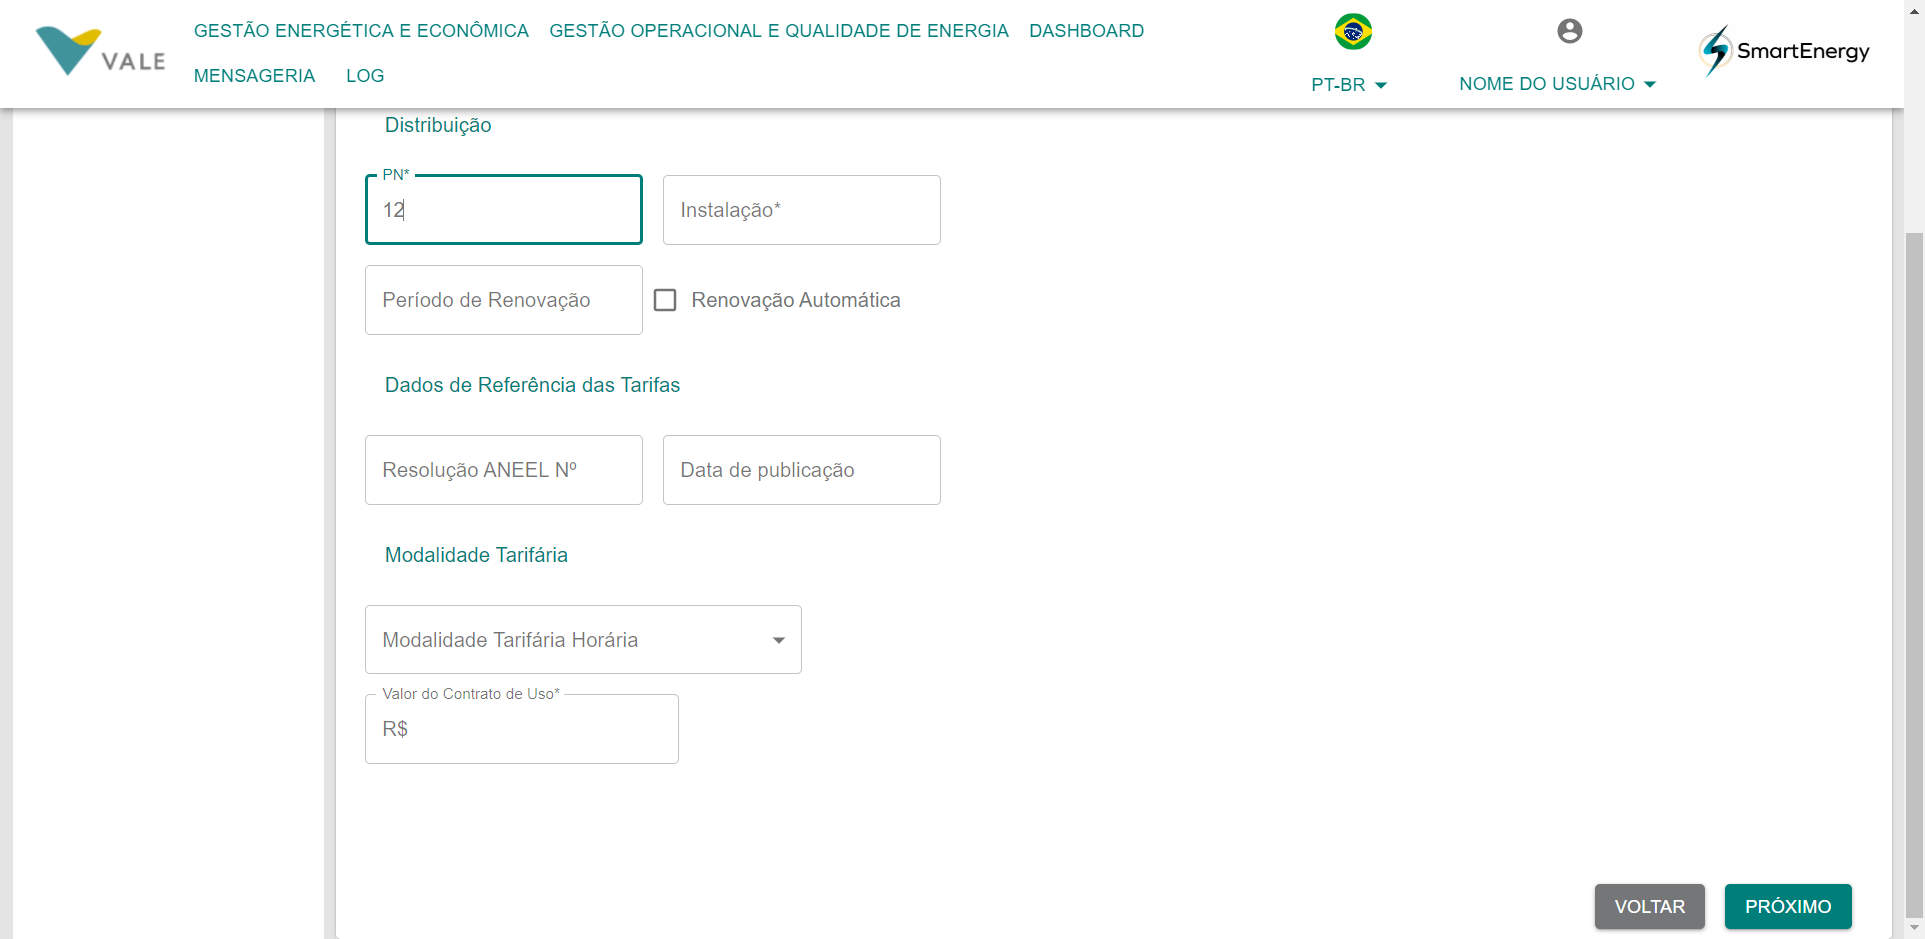 VALE
GESTÃO ENERGÉTICA E ECONÔMICA
GESTÃO OPERACIONAL E QUALIDADE DE ENERGIA
DASHBOARD
MENSAGERIA
LOG
PT-BR
NOME DO USUÁRIO
SmartEnergy
Distribuição
PN*
12
Instalação*
Período de Renovação
Renovação Automática
Dados de Referência das Tarifas
Resolução ANEEL Nº
Data de publicação
Modalidade Tarifária
Modalidade Tarifária Horária
Valor do Contrato de Uso*
R$
VOLTAR
PRÓXIMO